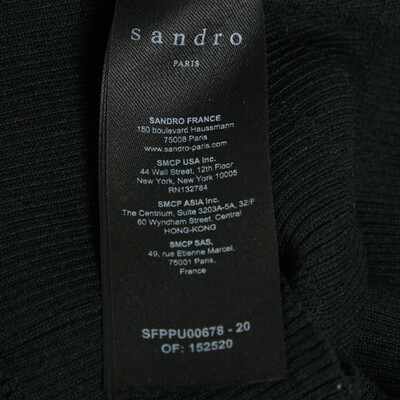 sandro
PARIS
SANDRO FRANCE
150 boulevard Haussmann
75008 Paris
www.sandro-paris.com
SMCP USA Inc.
44 Wall Street, 12th Floor
New York, New York 10005
RN132784
SMCP ASIA Inc.
The Centrium, Suite 3203A-5A, 32/F
60 Wyndham Street, Central
HONG-KONG
SMCP SAS,
49, rue Etienne Marcel,
75001 Paris,
France
SFPPU00678 - 20
OF: 152520